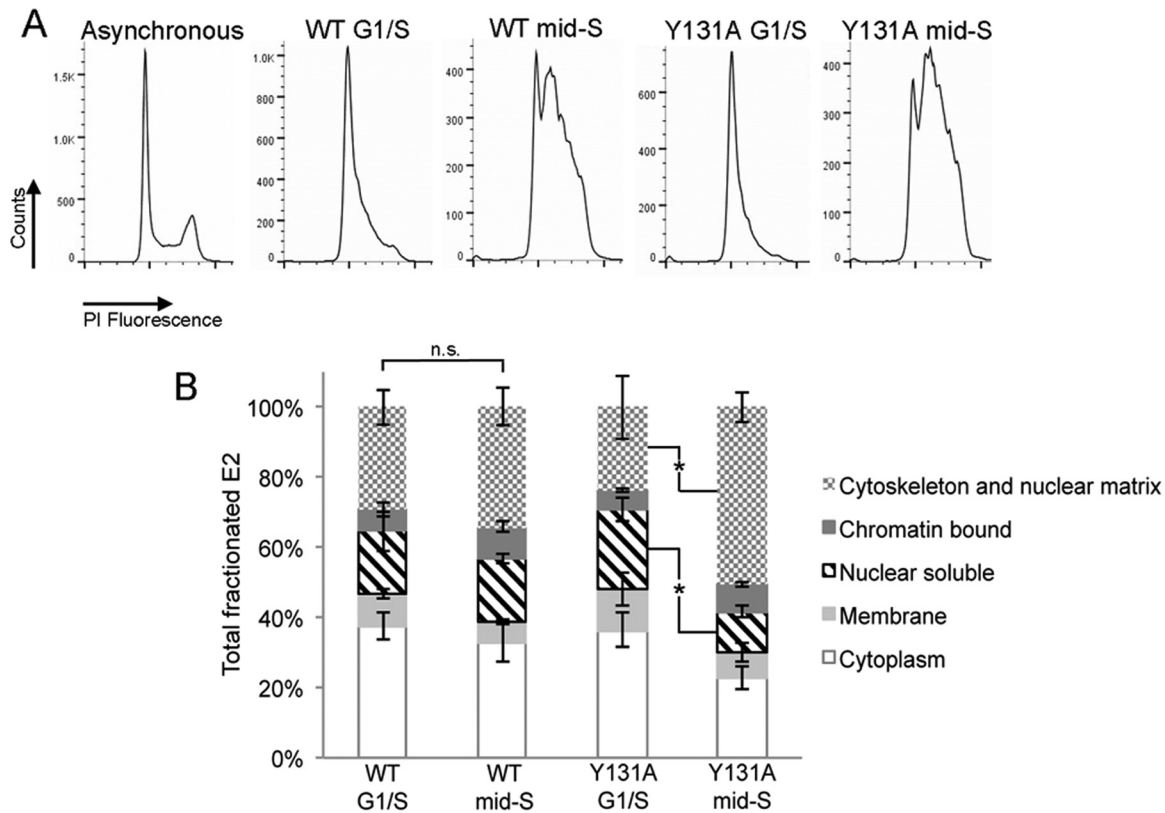 A
Asynchronous
WT G1/S
WT mid-S
Y131A G1/S
Y131A mid-S
1.5K
1.0K
500
0
1.0K
800
600
400
200
0
400
300
200
100
0
600
400
200
0
400
300
200
100
0
Counts
PI Fluorescence
B
n.s.
Total fractionated E2
100%
80%
60%
40%
20%
0%
*
*
WT
G1/S
WT
mid-S
Y131A
G1/S
Y131A
mid-S
Cytoskeleton and nuclear matrix
Chromatin bound
Nuclear soluble
Membrane
Cytoplasm